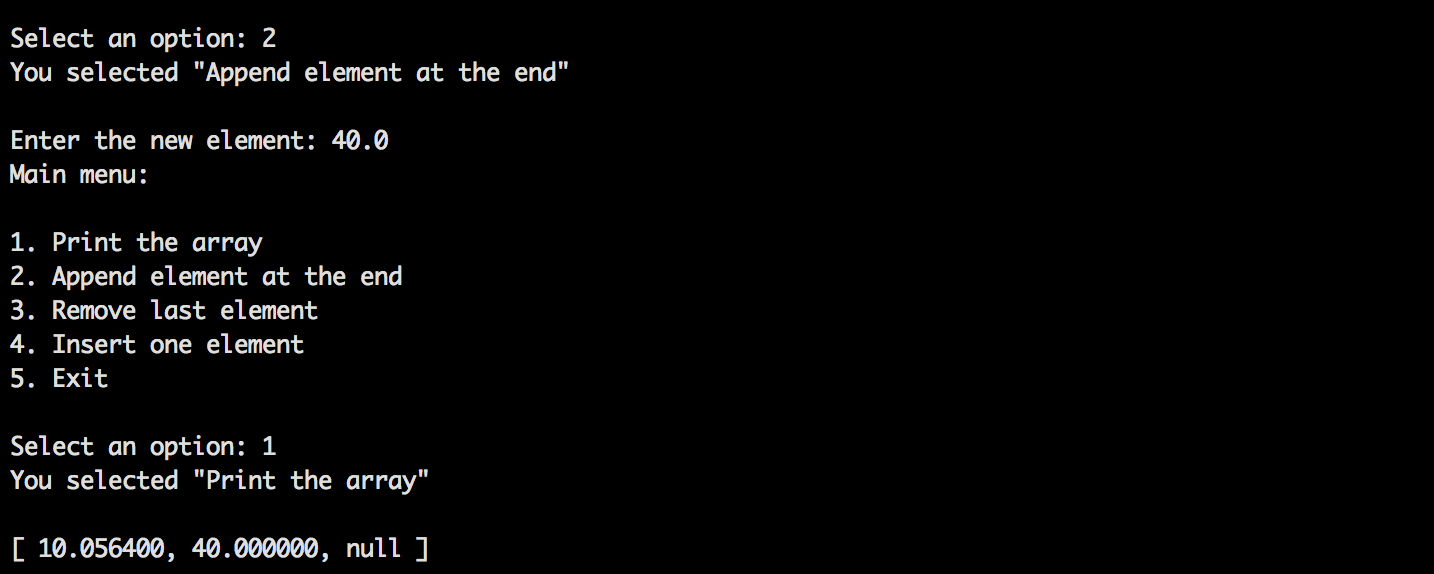 Select an option: 2
You selected "Append element at the end"
Enter the new element: 40.0
Main menu:
1. Print the array
2. Append element at the end
3. Remove last element
4. Insert one element
5. Exit
Select an option: 1
You selected "Print the array"
[ 10.056400, 40.000000, null ]